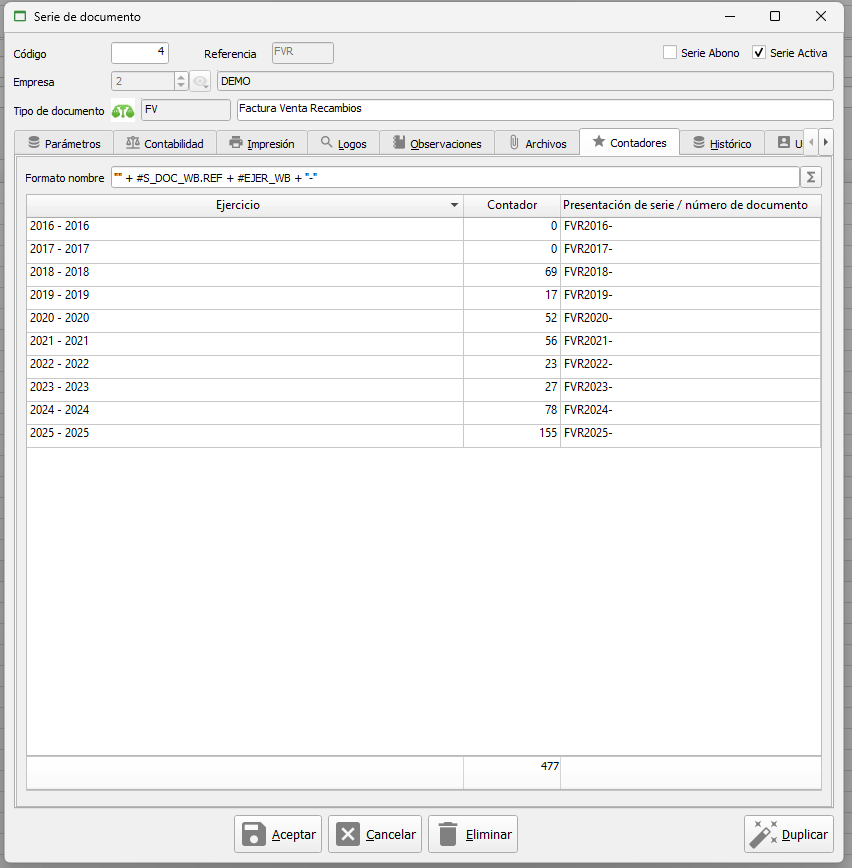 Serie de documento
Código 4 Referencia FVR Serie Abono Serie Activa
Empresa 2 DEMO
Tipo de documento FV Factura Venta Recambios
Parámetros Contabilidad Impresión Logos Observaciones Archivos Contadores Histórico U
Formato nombre "" + #S_DOC_WB.REF + #EJER_WB + "-" Σ
Ejercicio Contador Presentación de serie / número de documento
2016 - 2016 0 FVR2016-
2017 - 2017 0 FVR2017-
2018 - 2018 69 FVR2018-
2019 - 2019 17 FVR2019-
2020 - 2020 52 FVR2020-
2021 - 2021 56 FVR2021-
2022 - 2022 23 FVR2022-
2023 - 2023 27 FVR2023-
2024 - 2024 78 FVR2024-
2025 - 2025 155 FVR2025-
477
Aceptar Cancelar Eliminar Duplicar